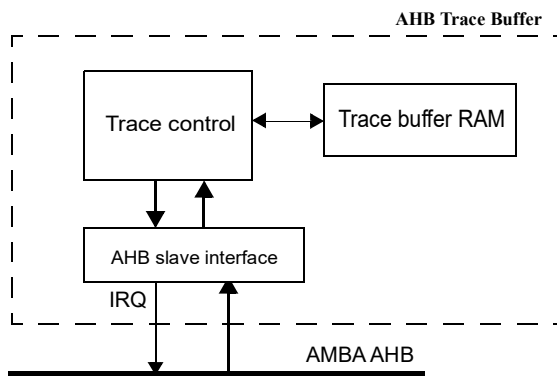 AHB Trace Buffer
Trace control
Trace buffer RAM
AHB slave interface
IRQ
AMBA AHB